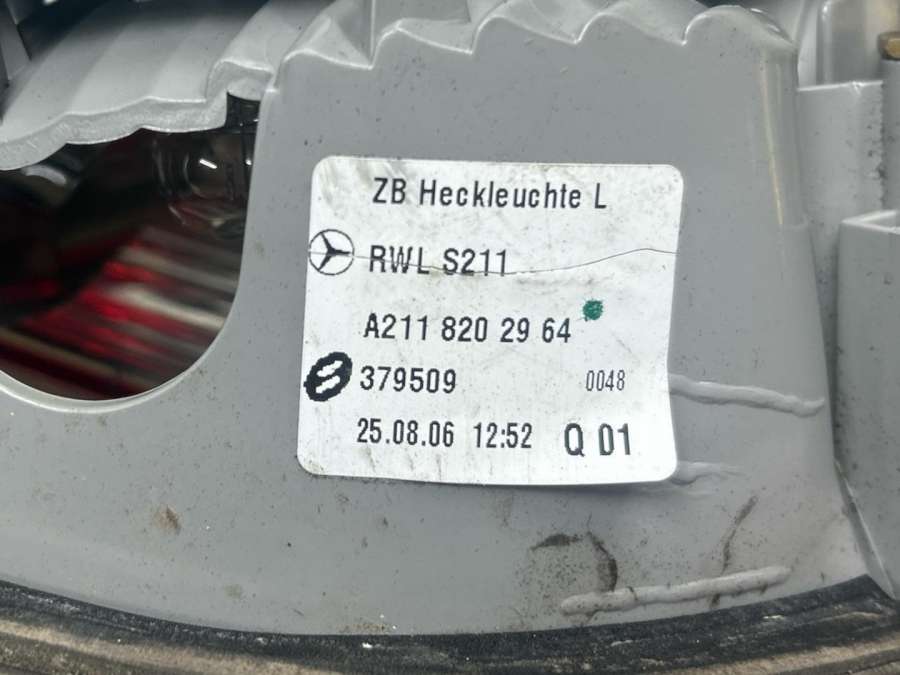 ZB Heckleuchte L
RWL S211
A211 820 29 64
379509 0048
25.08.06 12:52 Q 01